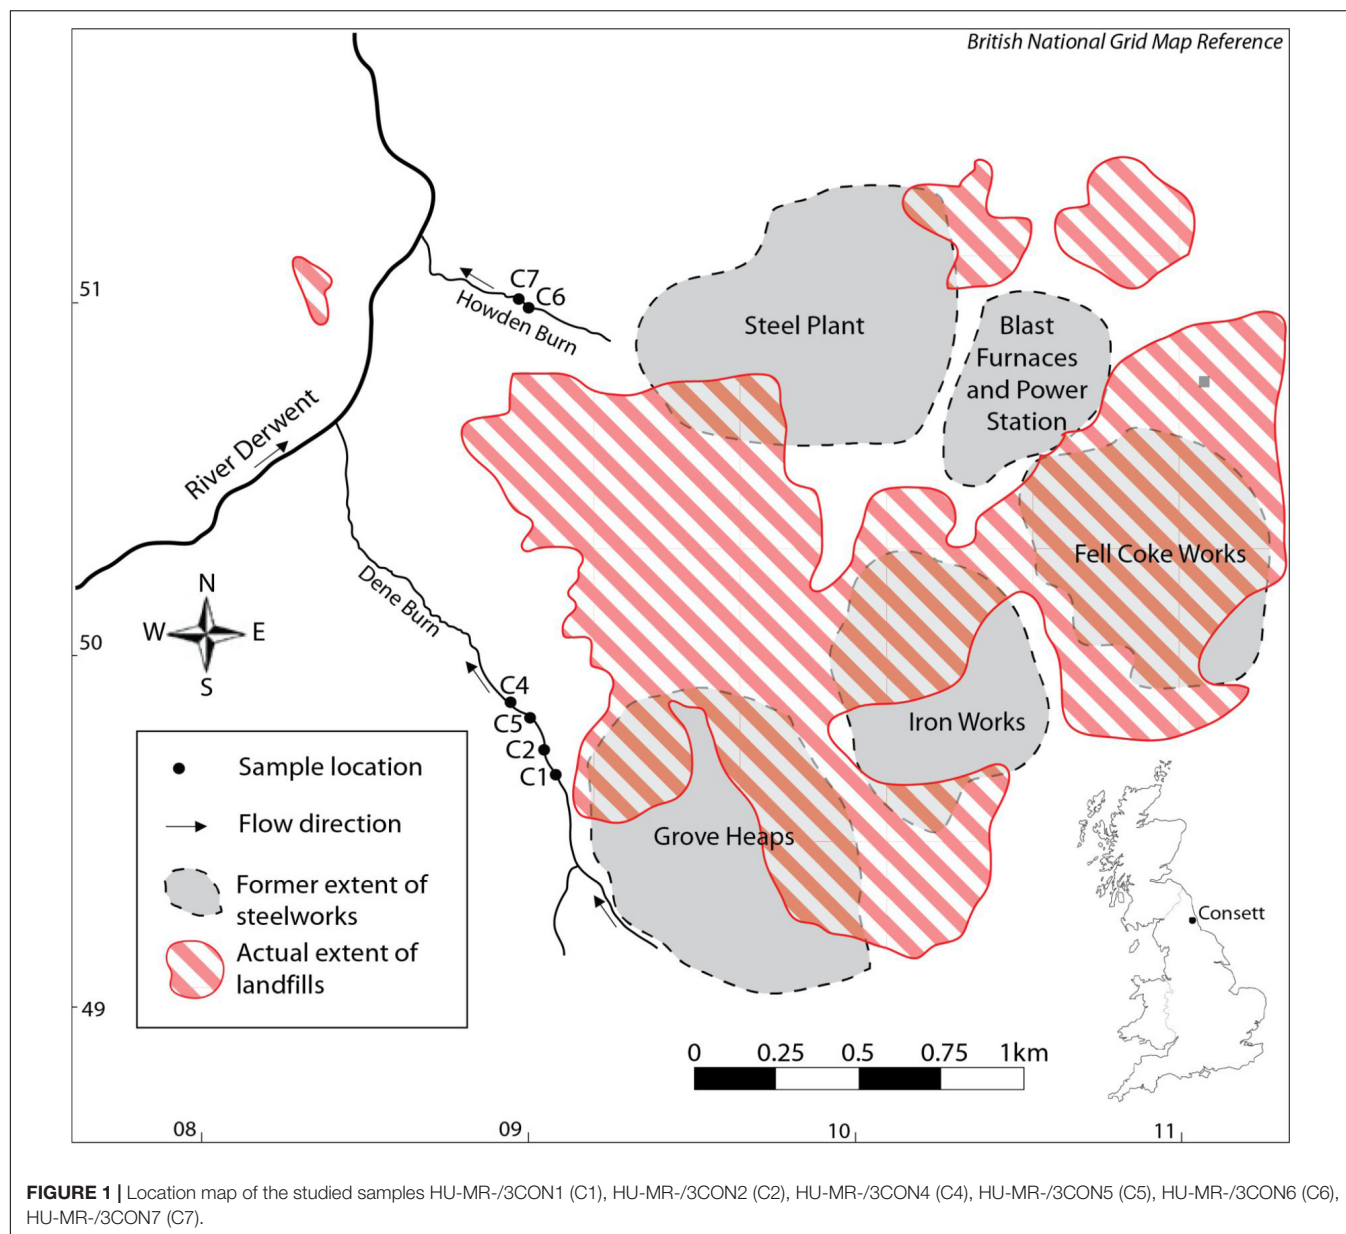 British National Grid Map Reference
51
C7
C6
Howden Burn
Steel Plant
Blast
Furnaces
and Power
Station
River Derwent
Fell Coke Works
N
W E
S
Dene Burn
50
C4
C5
C2
C1
Iron Works
Grove Heaps
Sample location
Flow direction
Former extent of
steelworks
Actual extent of
landfills
Consett
49
0 0.25 0.5 0.75 1km
08 09 10 11
FIGURE 1 | Location map of the studied samples HU-MR-/3CON1 (C1), HU-MR-/3CON2 (C2), HU-MR-/3CON4 (C4), HU-MR-/3CON5 (C5), HU-MR-/3CON6 (C6),
HU-MR-/3CON7 (C7).